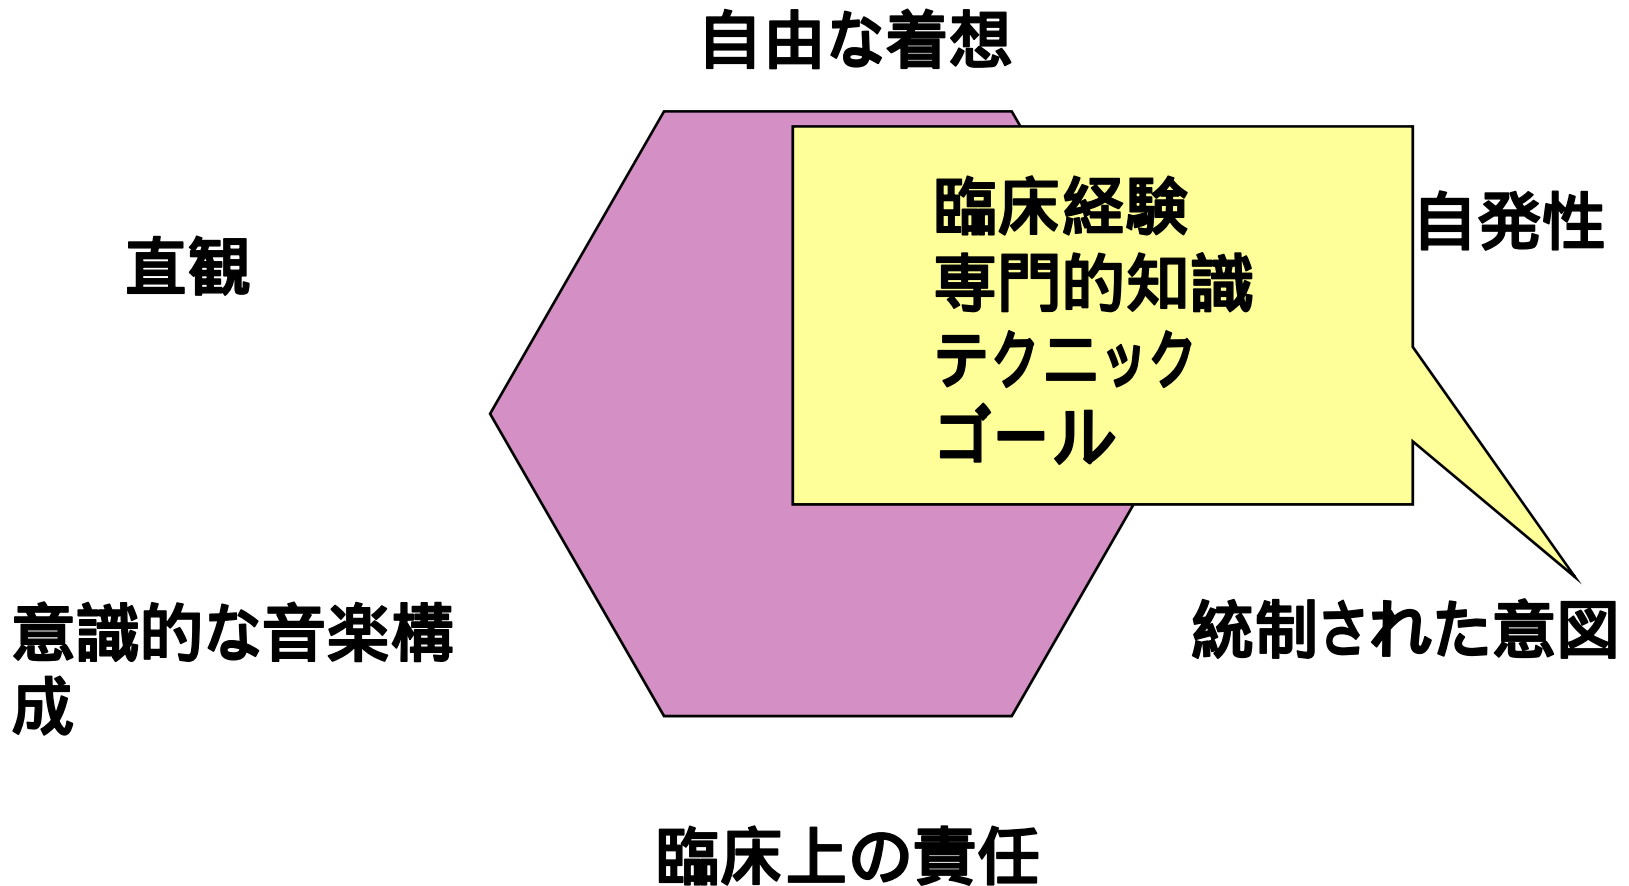 自由な着想
臨床経験
専門的知識
テクニック
ゴール
自発性
直観
意識的な音楽構
成
統制された意図
臨床上の責任